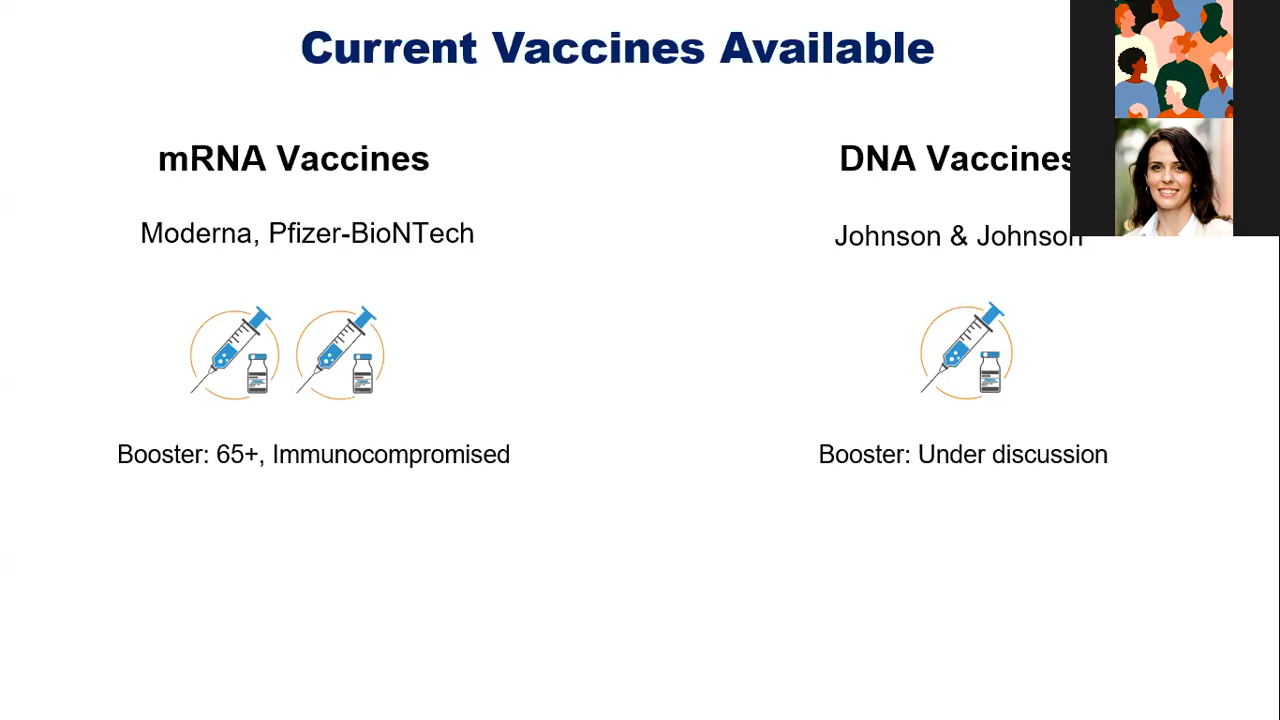 Current Vaccines Available
mRNA Vaccines
Moderna, Pfizer-BioNTech
Booster: 65+, Immunocompromised
DNA Vaccines
Johnson & Johnson
Booster: Under discussion